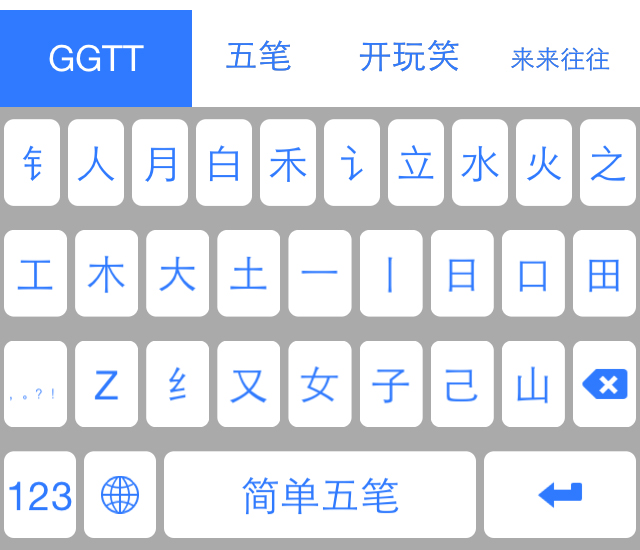 GGTT 五笔 开玩笑 来来往往
钅 人 月 白 禾 讠 立 水 火 之
工 木 大 土 一 丨 日 口 田
，。？！ Z 纟 又 女 子 己 山
123 简单五笔